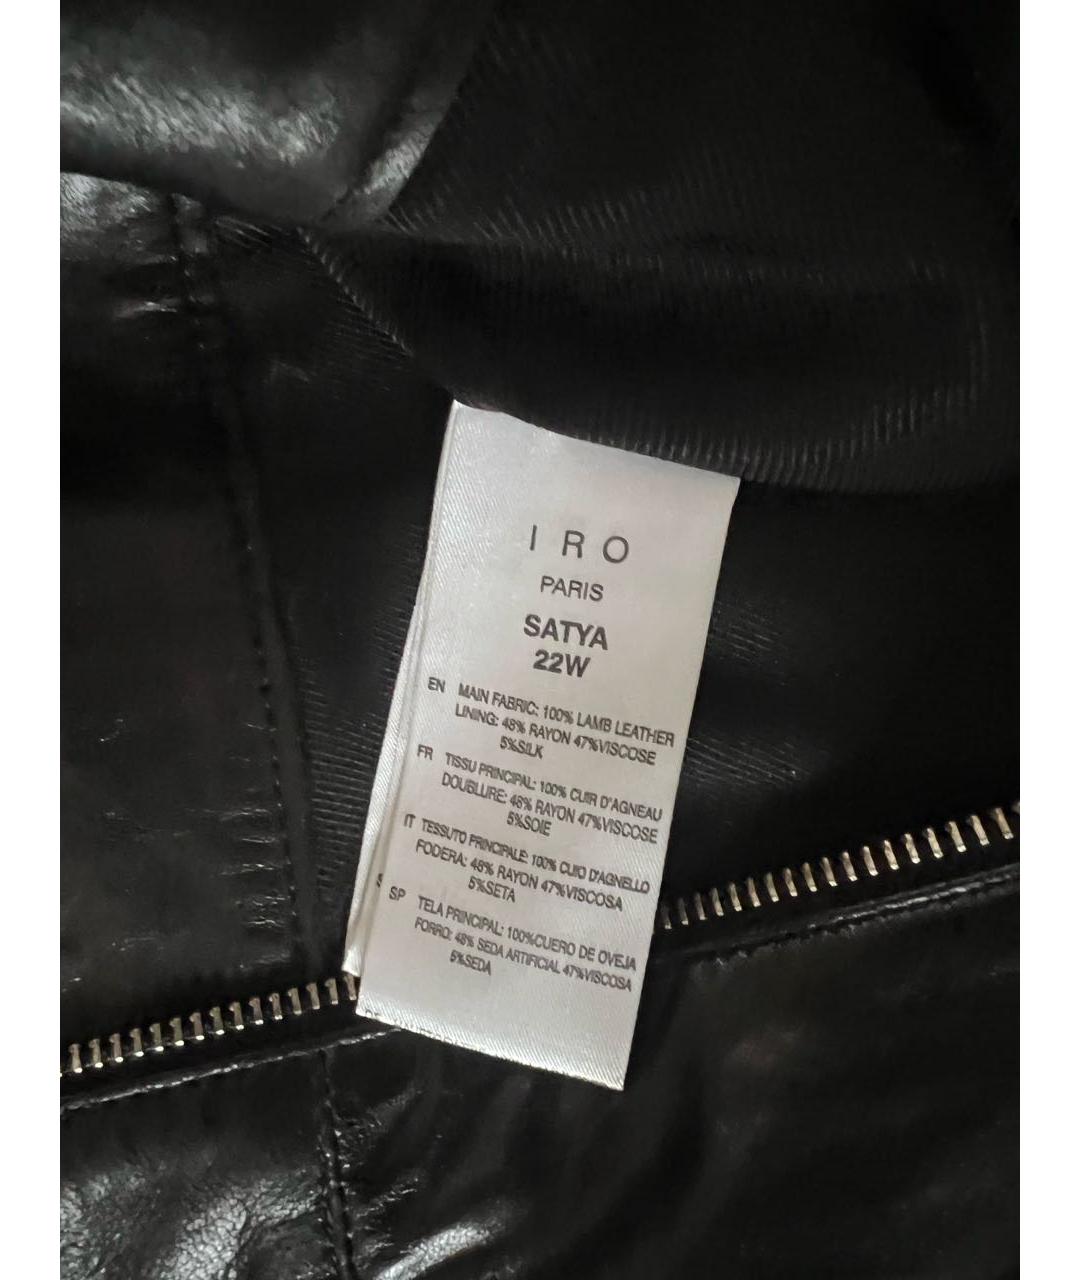 I R O
PARIS
SATYA
22W
EN MAIN FABRIC: 100% LAMB LEATHER
LINING: 48% RAYON 47%VISCOSE
5%SILK
FR TISSU PRINCIPAL: 100% CUIR D'AGNEAU
DOUBLURE: 48% RAYON 47%VISCOSE
5%SOIE
IT TESSUTO PRINCIPALE: 100% CUIO D'AGNELLO
FODERA: 48% RAYON 47%VISCOSA
5%SETA
SP TELA PRINCIPAL: 100%CUERO DE OVEJA
FORRO: 48% SEDA ARTIFICIAL 47%VISCOSA
5%SEDA